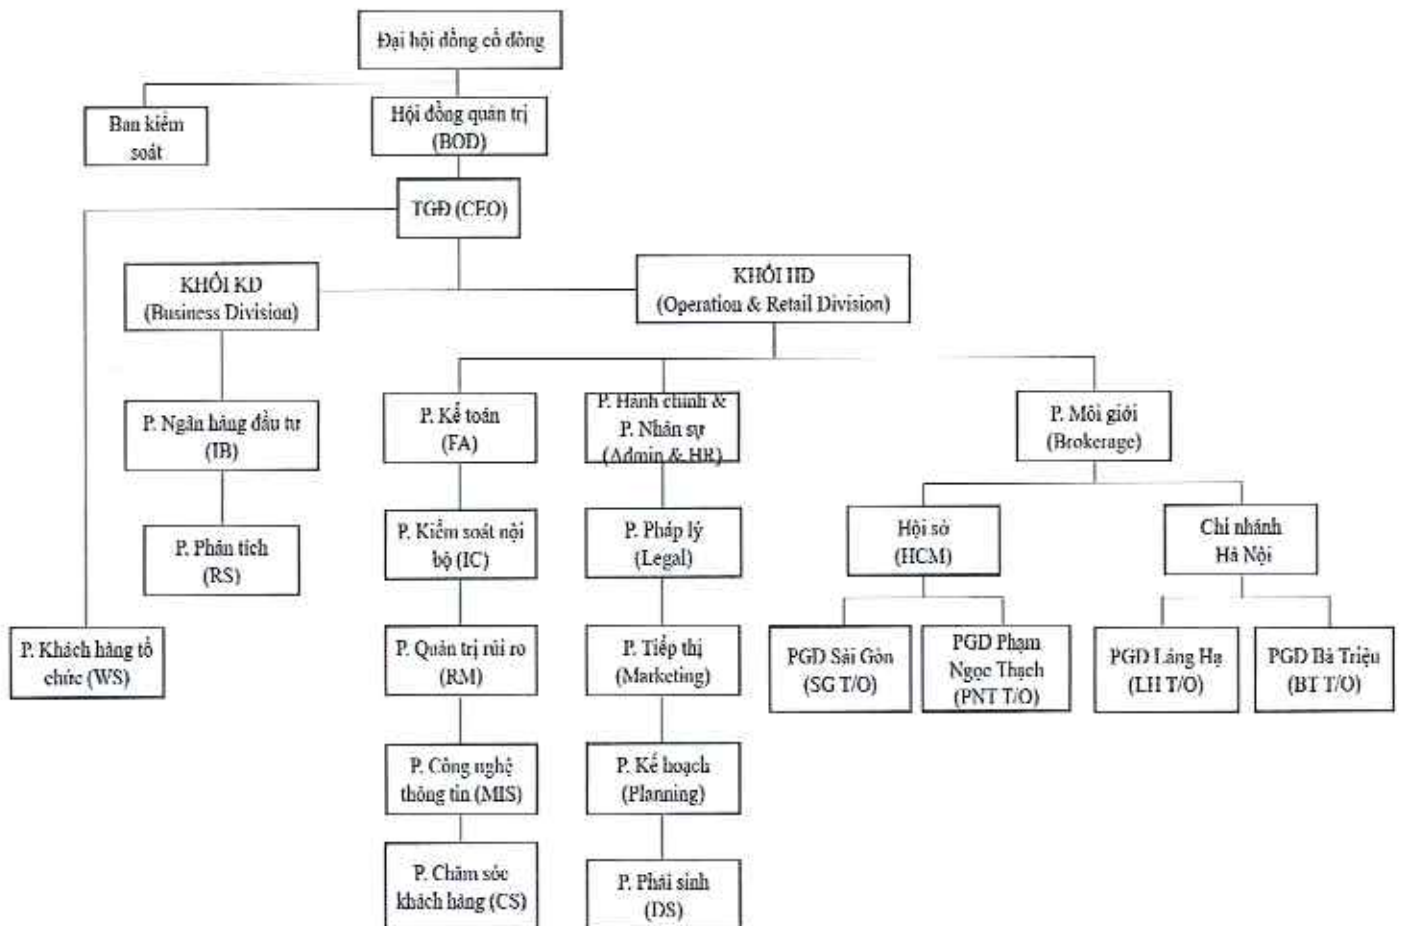 Đại hội đồng cổ đông
Ban kiểm
soát
Hội đồng quản trị
(BOD)
TGĐ (CEO)
KHỐI KD
(Business Division)
KHỐI HĐ
(Operation & Retail Division)
P. Ngân hàng đầu tư
(IB)
P. Phân tích
(RS)
P. Khách hàng tổ
chức (WS)
P. Kế toán
(FA)
P. Kiểm soát nội
bộ (IC)
P. Quản trị rủi ro
(RM)
P. Công nghệ
thông tin (MIS)
P. Chăm sóc
khách hàng (CS)
P. Hành chính &
P. Nhân sự
(Admin & HR)
P. Pháp lý
(Legal)
P. Tiếp thị
(Marketing)
P. Kế hoạch
(Planning)
P. Phái sinh
(DS)
P. Môi giới
(Brokerage)
Hội sở
(HCM)
PGD Sài Gòn
(SG T/O)
PGD Phạm
Ngọc Thạch
(PNT T/O)
Chi nhánh
Hà Nội
PGD Láng Hạ
(LH T/O)
PGD Bà Triệu
(BT T/O)